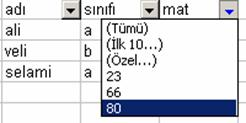 adı sınıfı mat
ali a (Tümü)
veli b (İlk 10...)
selami a (Özel...)
23
66
80